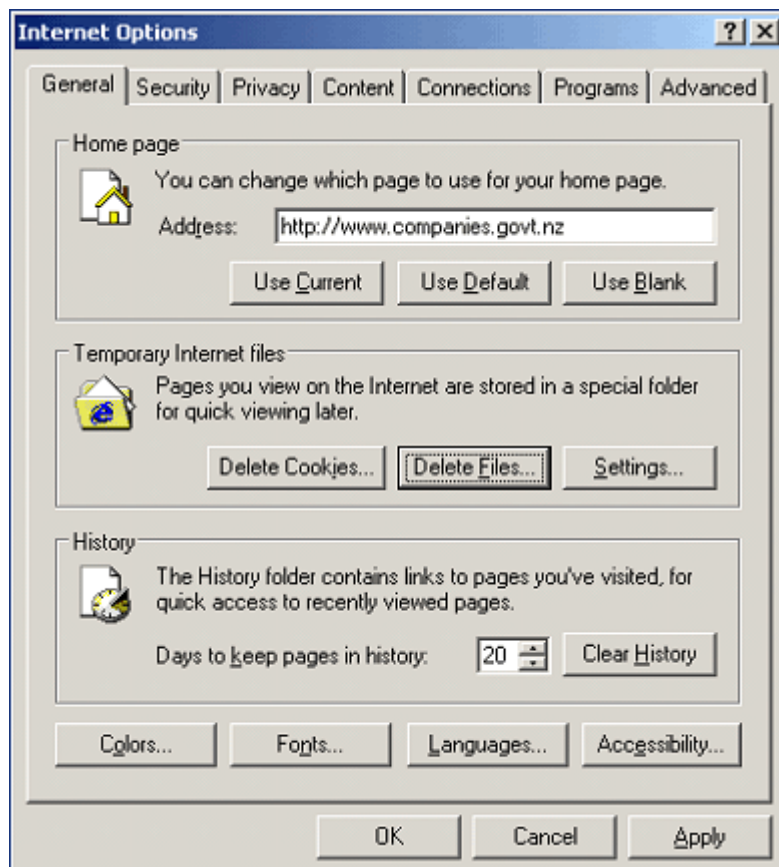 Internet Options
General Security Privacy Content Connections Programs Advanced
Home page
You can change which page to use for your home page.
Address: http://www.companies.govt.nz
Use Current Use Default Use Blank
Temporary Internet files
Pages you view on the Internet are stored in a special folder
for quick viewing later.
Delete Cookies... Delete Files... Settings...
History
The History folder contains links to pages you've visited, for
quick access to recently viewed pages.
Days to keep pages in history: 20 Clear History
Colors... Fonts... Languages... Accessibility...
OK Cancel Apply